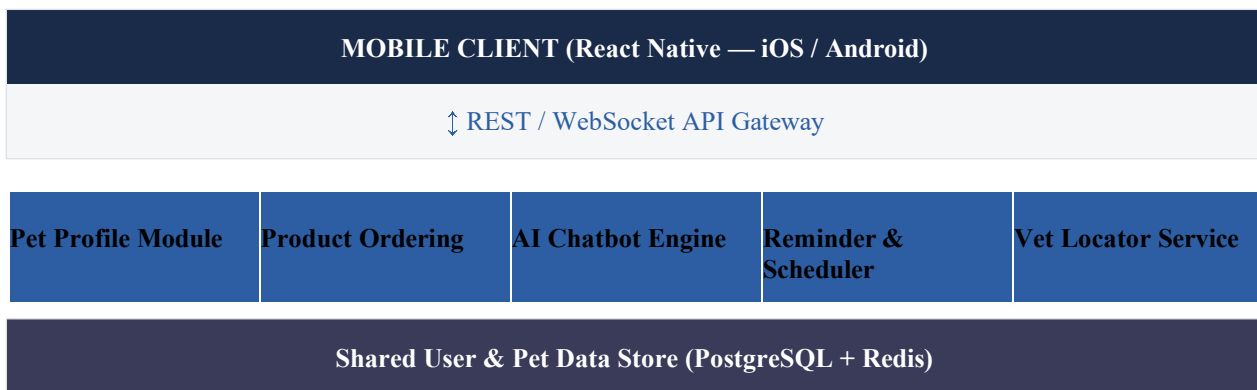 MOBILE CLIENT (React Native — iOS / Android)
↕ REST / WebSocket API Gateway
Pet Profile Module
Product Ordering
AI Chatbot Engine
Reminder &
Scheduler
Vet Locator Service
Shared User & Pet Data Store (PostgreSQL + Redis)